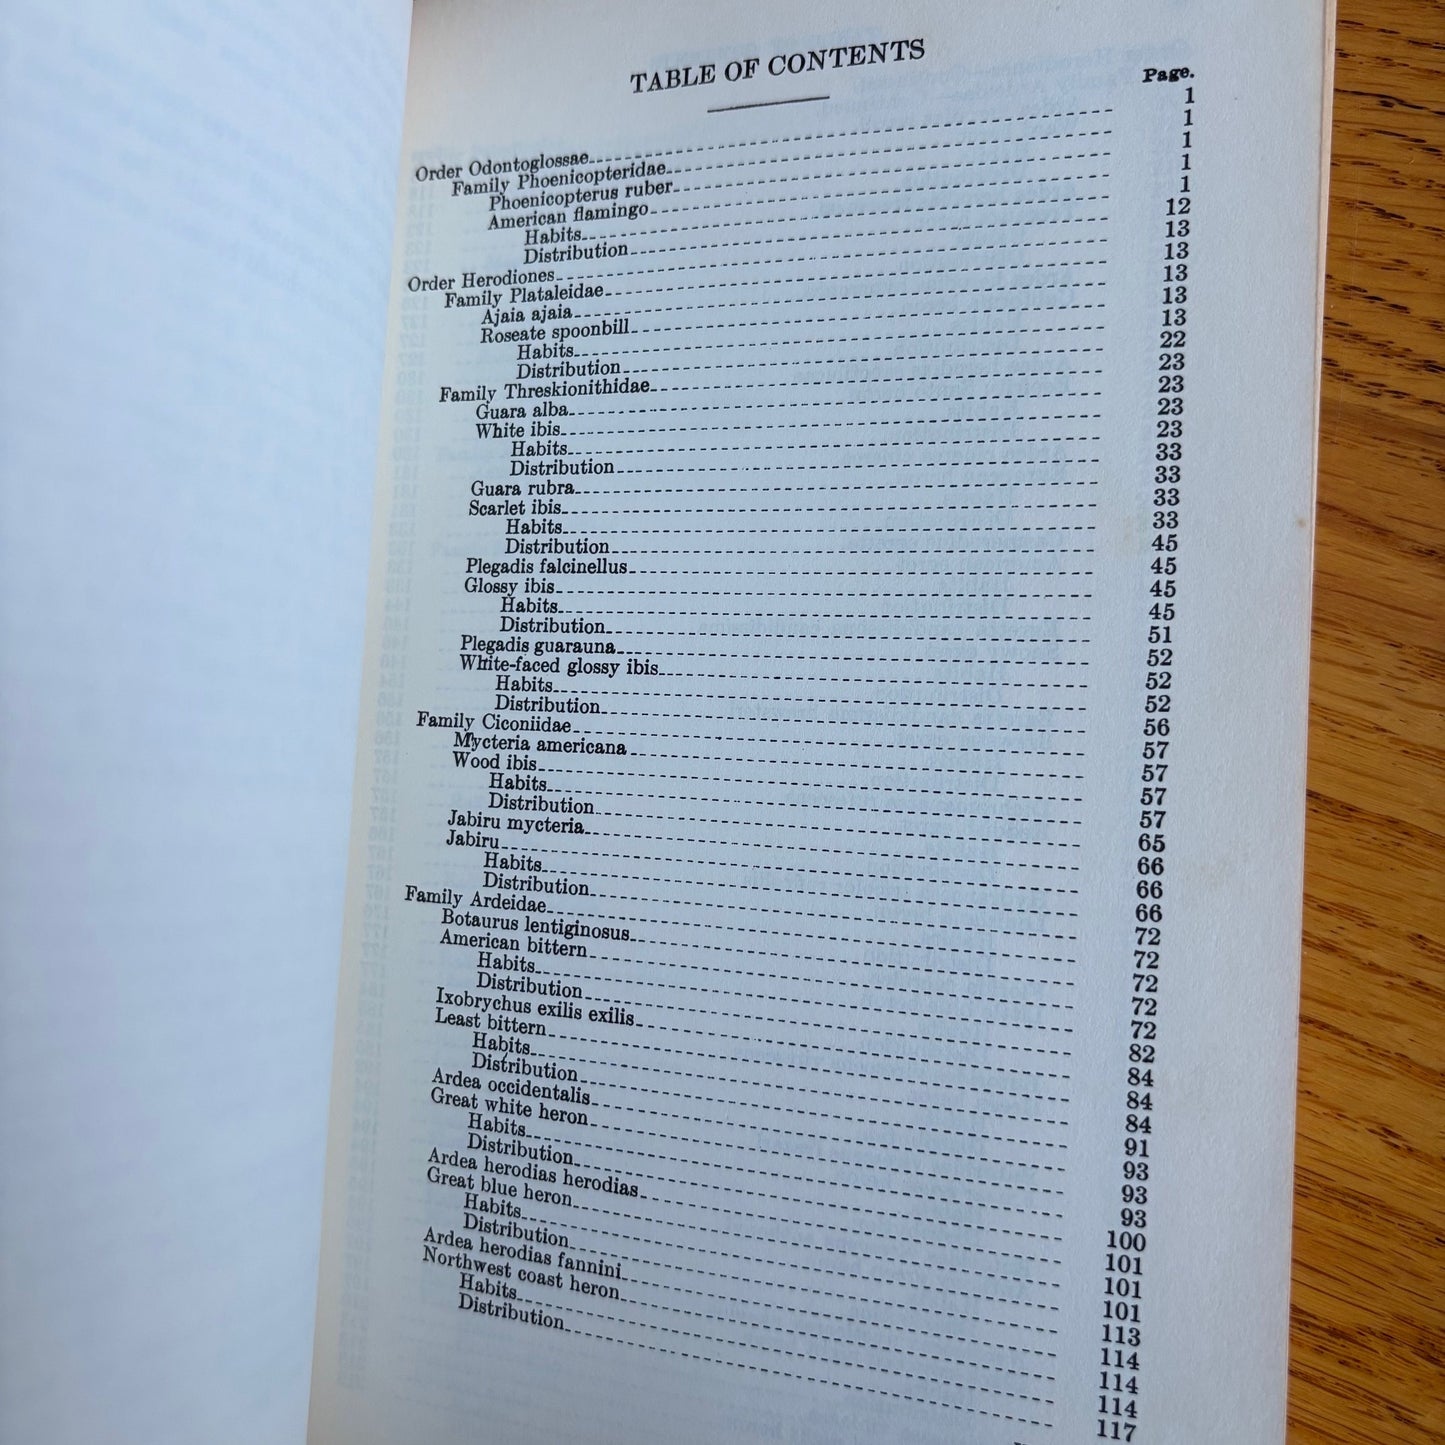 TABLE OF CONTENTS
Page.
Order Odontoglossae 1
Family Phoenicopteridae 1
Phoenicopterus ruber 1
American flamingo 1
Habits 1
Distribution 12
Order Herodiones 13
Family Plataleidae 13
Ajaia ajaia 13
Roseate spoonbill 13
Habits 13
Distribution 22
Family Threskionithidae 23
Guara alba 23
White ibis 23
Habits 23
Distribution 33
Guara rubra 33
Scarlet ibis 33
Habits 33
Distribution 45
Plegadis falcinellus 45
Glossy ibis 45
Habits 45
Distribution 51
Plegadis guarauna 52
White-faced glossy ibis 52
Habits 52
Distribution 56
Family Ciconiidae 57
Mycteria americana 57
Wood ibis 57
Habits 57
Distribution 65
Jabiru mycteria 66
Jabiru 66
Habits 66
Distribution 72
Family Ardeidae 72
Botaurus lentiginosus 72
American bittern 72
Habits 72
Distribution 82
Ixobrychus exilis exilis 84
Least bittern 84
Habits 84
Distribution 91
Ardea occidentalis 93
Great white heron 93
Habits 93
Distribution 100
Ardea herodias herodias 101
Great blue heron 101
Habits 101
Distribution 113
Ardea herodias fannini 114
Northwest coast heron 114
Habits 114
Distribution 117